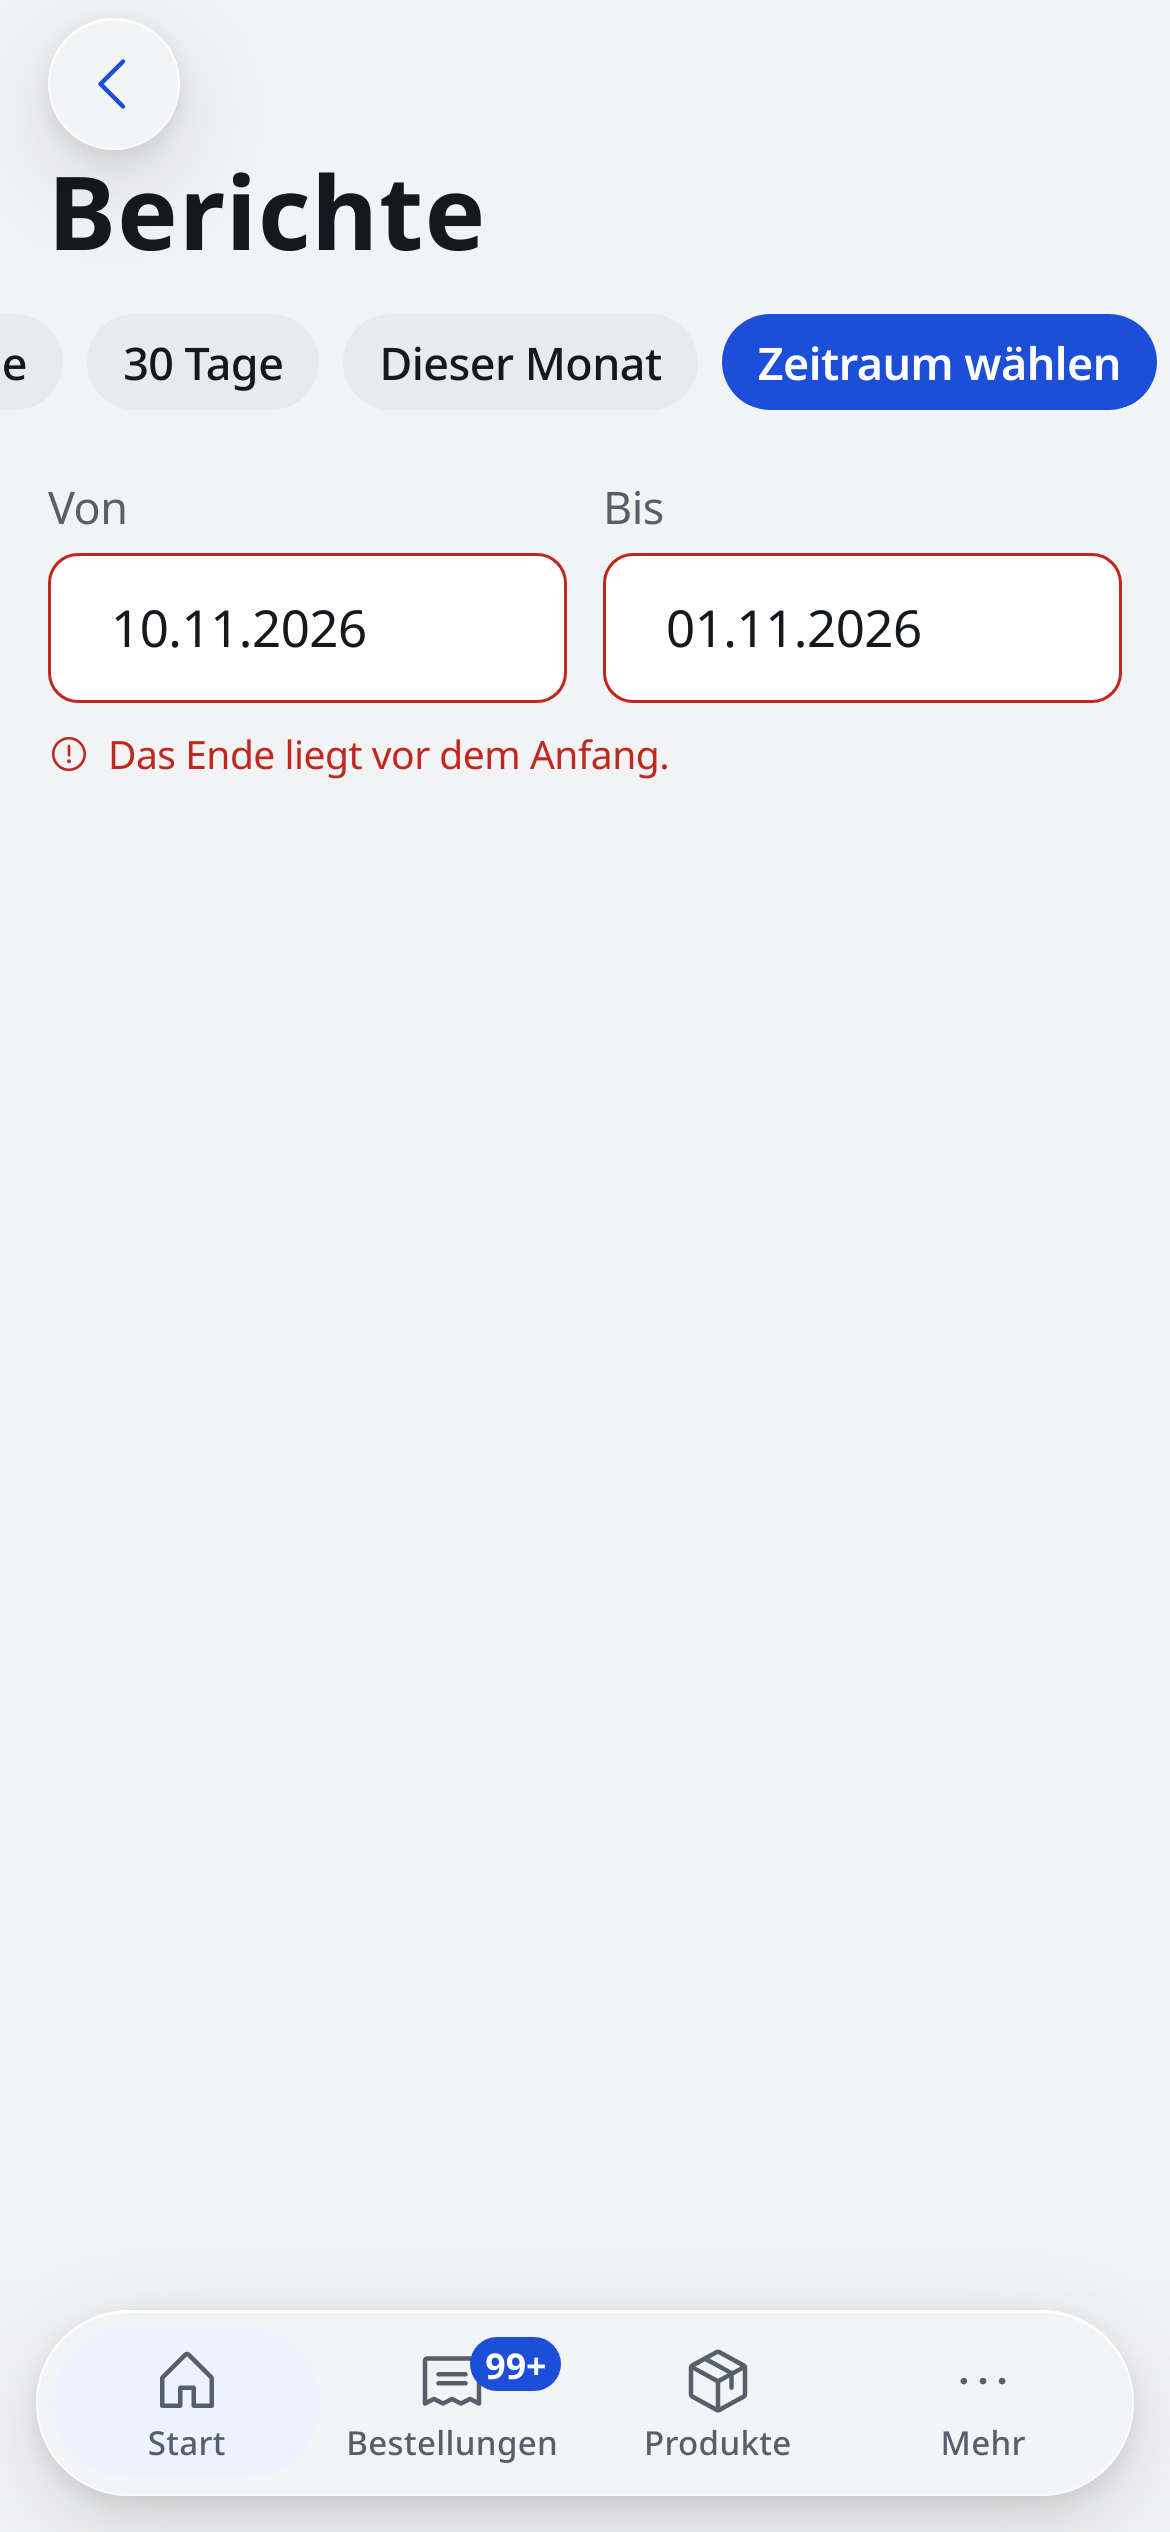 Berichte
e
30 Tage
Dieser Monat
Zeitraum wählen
Von
Bis
10.11.2026
01.11.2026
Das Ende liegt vor dem Anfang.
99+
Start
Bestellungen
Produkte
Mehr